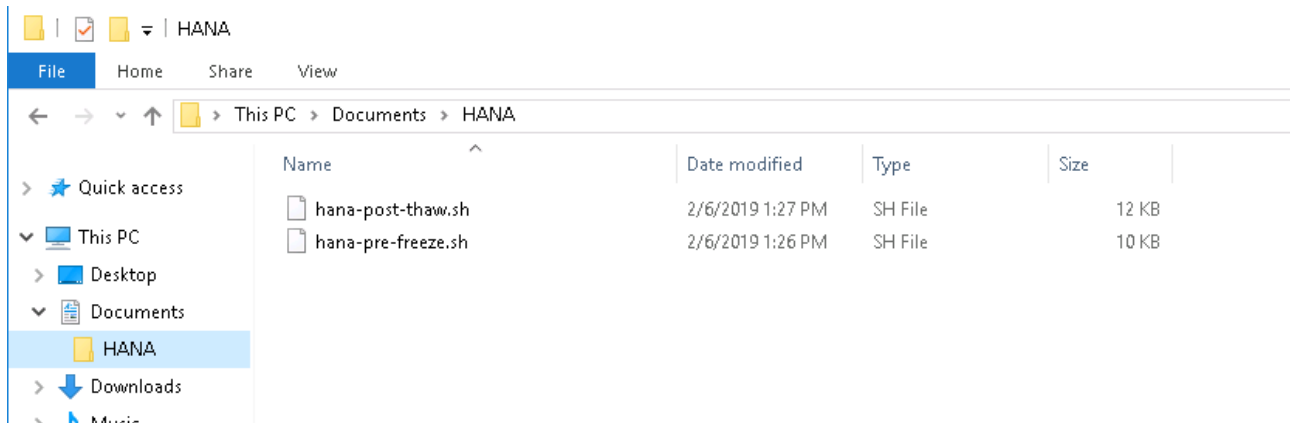 HANA
File Home Share View
This PC > Documents > HANA
Name Date modified Type Size
Quick access
hana-post-thaw.sh 2/6/2019 1:27 PM SH File 12 KB
This PC
hana-pre-freeze.sh 2/6/2019 1:26 PM SH File 10 KB
Desktop
Documents
HANA
Downloads
Music